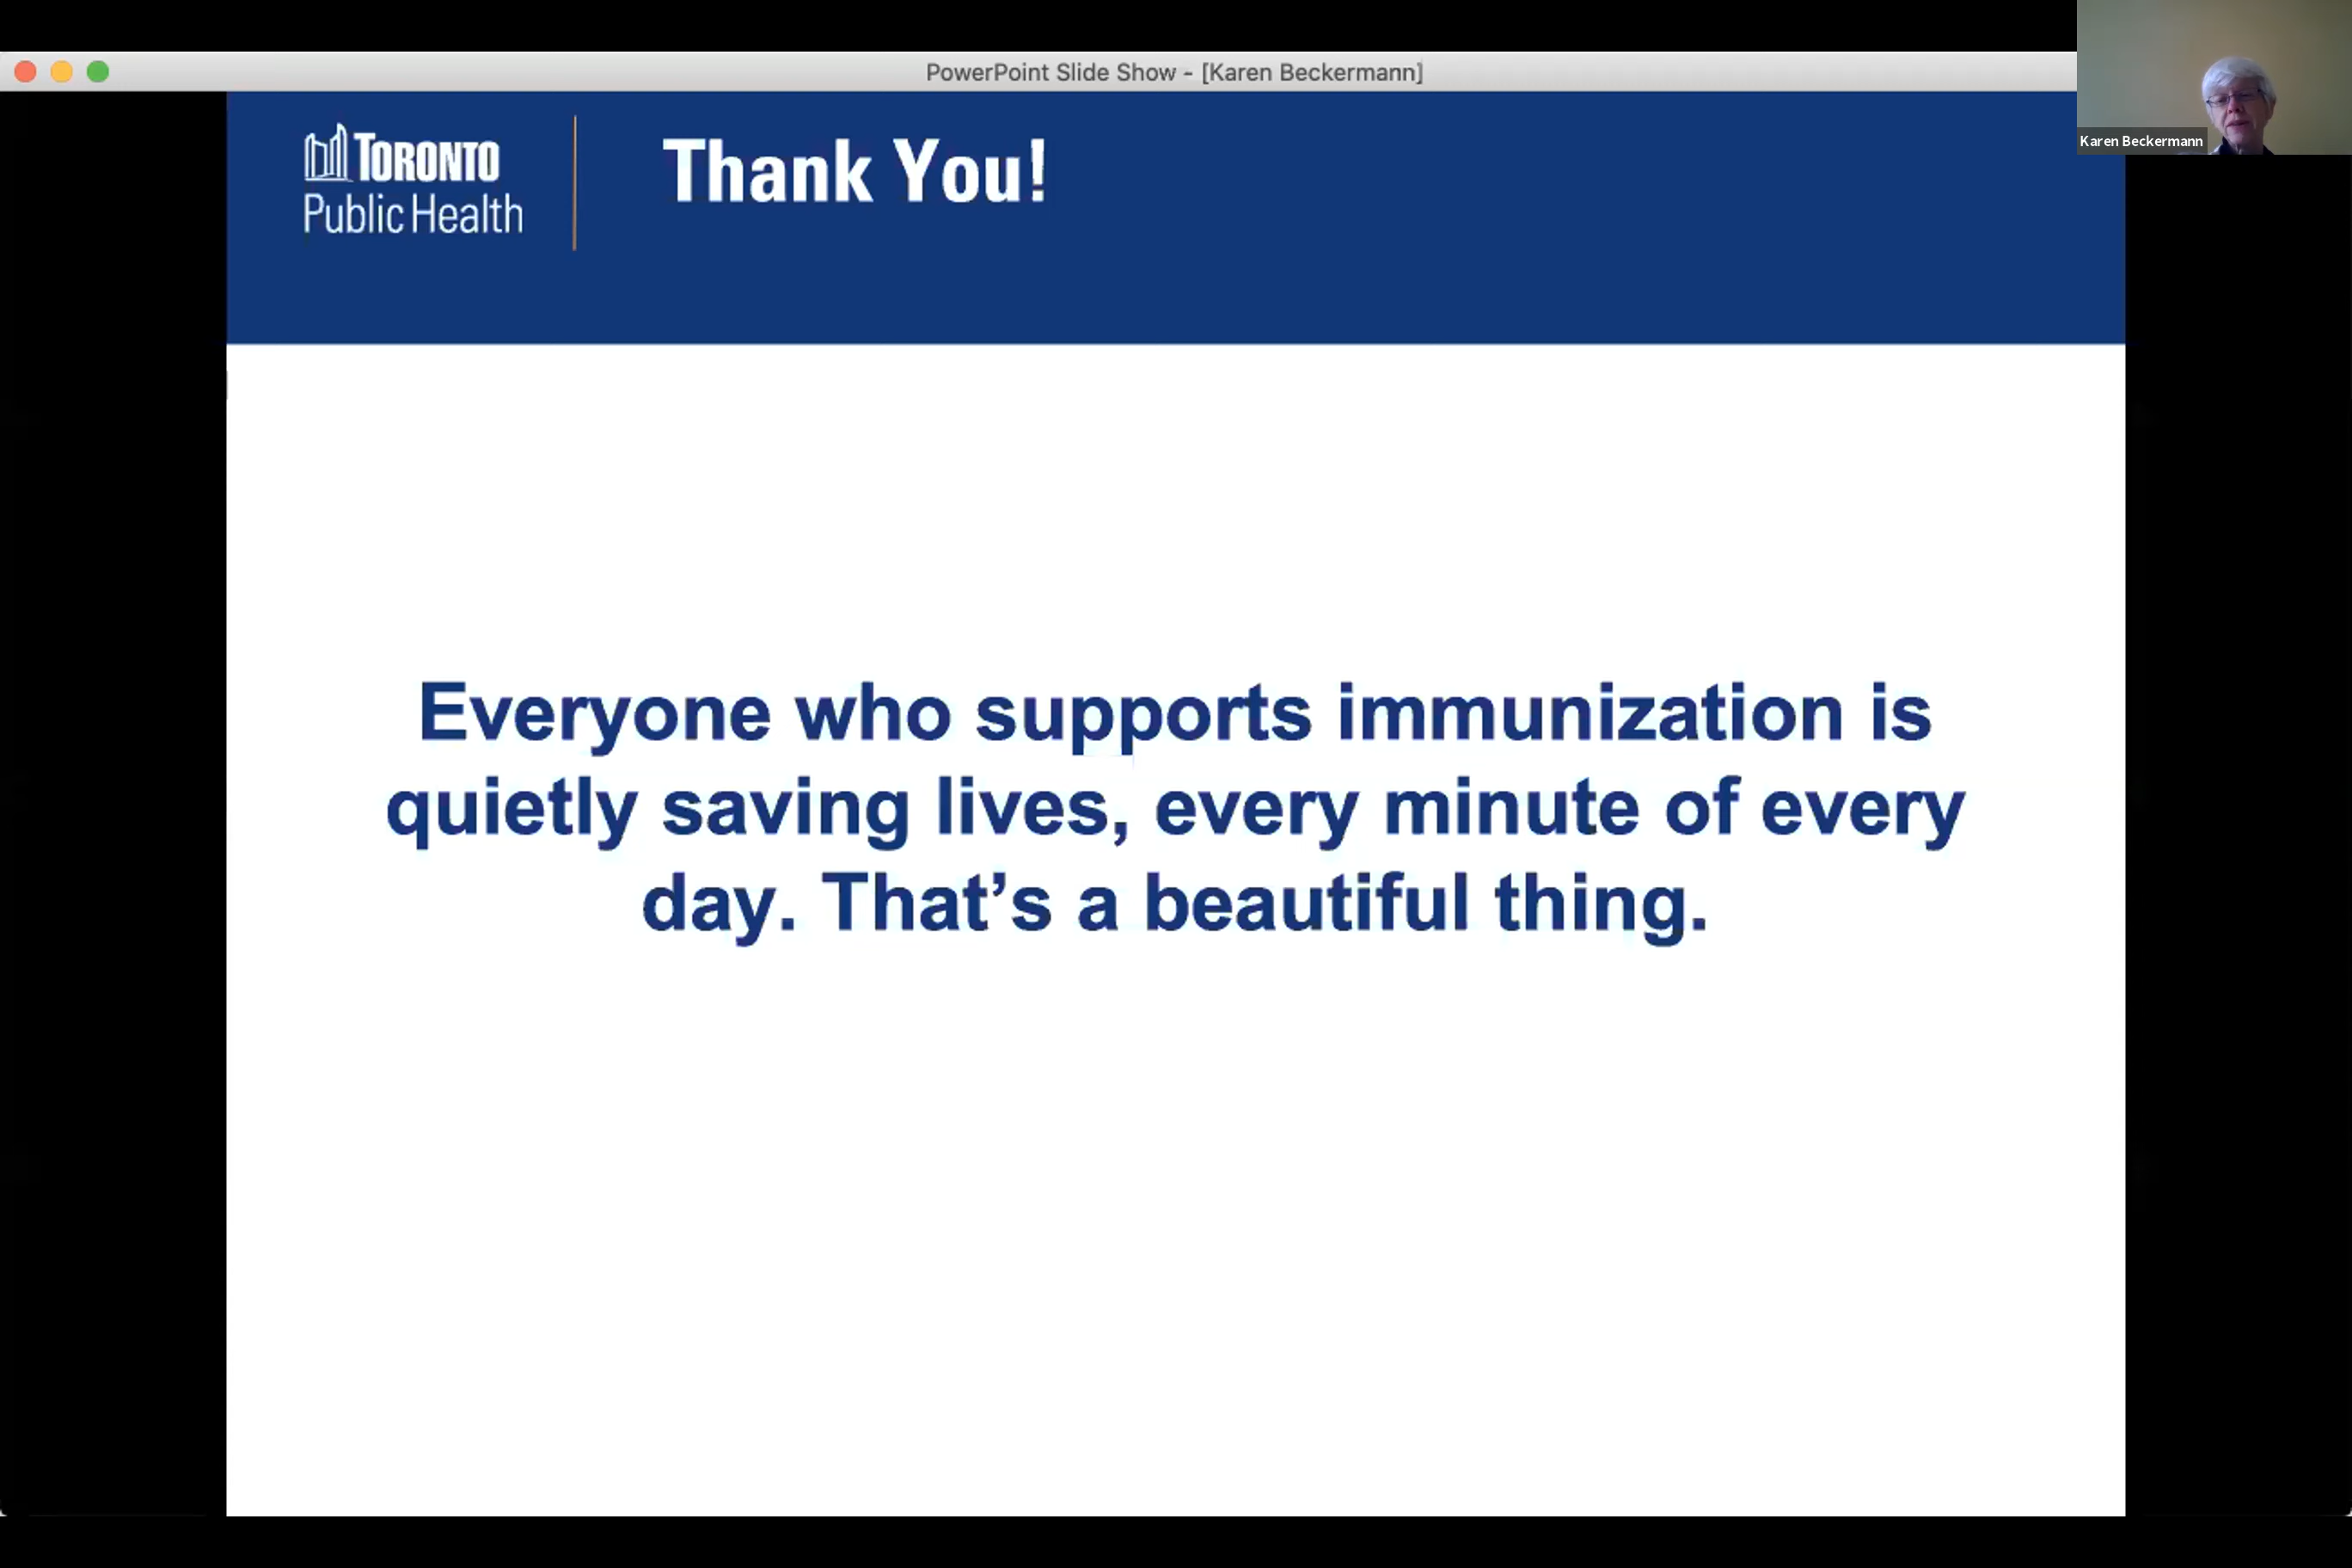 PowerPoint Slide Show - [Karen Beckermann]
Karen Beckermann
TORONTO
Public Health
Thank You!
Everyone who supports immunization is
quietly saving lives, every minute of every
day. That’s a beautiful thing.